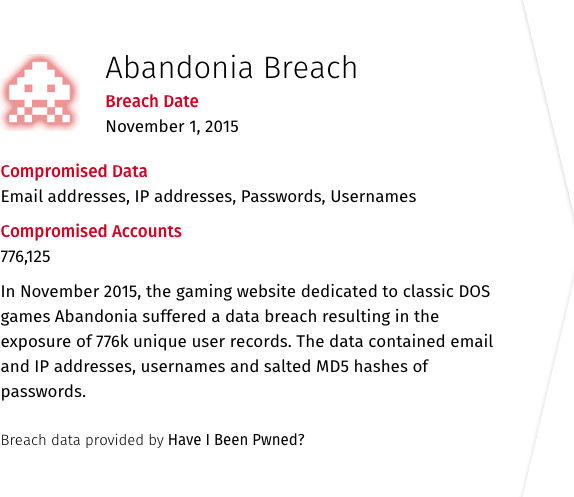 Abandonia Breach
Breach Date
November 1, 2015
Compromised Data
Email addresses, IP addresses, Passwords, Usernames
Compromised Accounts
776,125
In November 2015, the gaming website dedicated to classic DOS
games Abandonia suffered a data breach resulting in the
exposure of 776k unique user records. The data contained email
and IP addresses, usernames and salted MD5 hashes of
passwords.
Breach data provided by Have I Been Pwned?